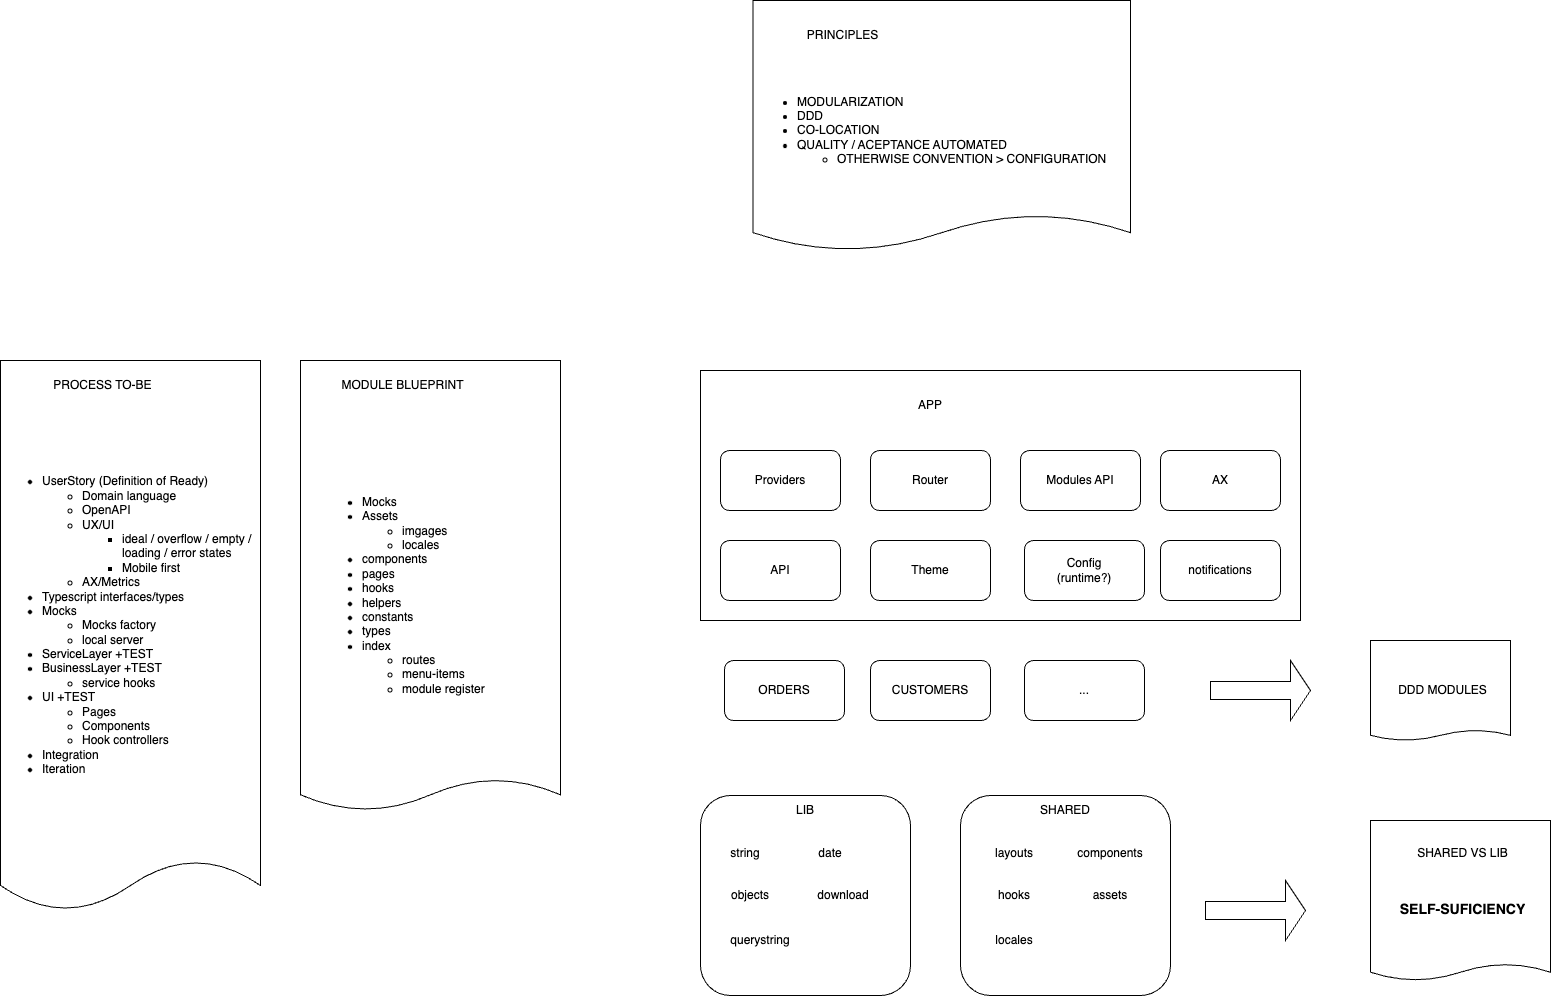 PRINCIPLES
MODULARIZATION
DDD
CO-LOCATION
QUALITY / ACEPTANCE AUTOMATED
OTHERWISE CONVENTION > CONFIGURATION
PROCESS TO-BE
UserStory (Definition of Ready)
Domain language
OpenAPI
UX/UI
ideal / overflow / empty /
loading / error states
Mobile first
AX/Metrics
Typescript interfaces/types
Mocks
Mocks factory
local server
ServiceLayer +TEST
BusinessLayer +TEST
service hooks
UI +TEST
Pages
Components
Hook controllers
Integration
Iteration
MODULE BLUEPRINT
Mocks
Assets
imgages
locales
components
pages
hooks
helpers
constants
types
index
routes
menu-items
module register
APP
Providers
Router
Modules API
AX
API
Theme
Config
(runtime?)
notifications
ORDERS
CUSTOMERS
...
DDD MODULES
LIB
string
date
objects
download
querystring
SHARED
layouts
components
hooks
assets
locales
SHARED VS LIB
SELF-SUFICIENCY